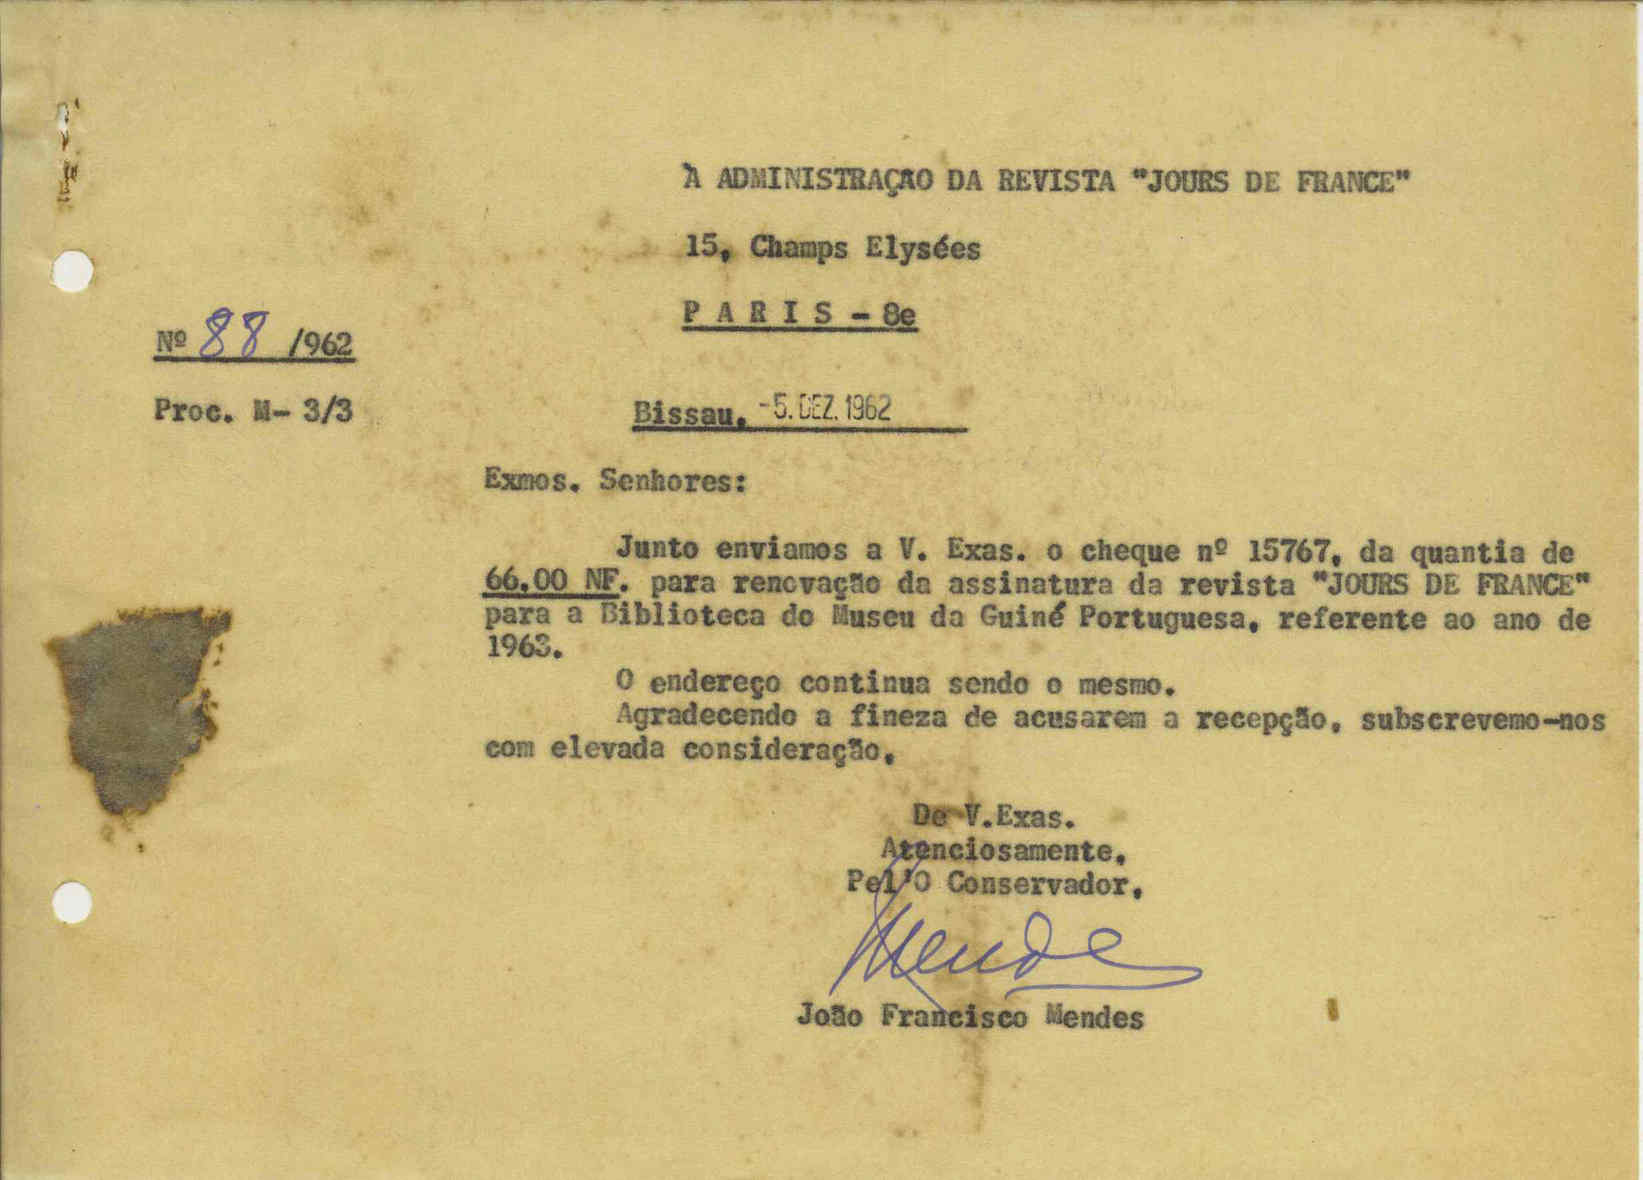 À ADMINISTRAÇÃO DA REVISTA "JOURS DE FRANCE"
15, Champs Elysées
P A R I S - 8e
Nº 88 /962
Proc. M- 3/3
Bissau, -5. DEZ. 1962
Exmos. Senhores:
Junto enviamos a V. Exas. o cheque nº 15767, da quantia de
66,00 NF. para renovação da assinatura da revista "JOURS DE FRANCE"
para a Biblioteca do Museu da Guiné Portuguesa, referente ao ano de
1963.
O endereço continua sendo o mesmo.
Agradecendo a fineza de acusarem a recepção, subscrevemo-nos
com elevada consideração,
De V.Exas.
Atenciosamente,
Pel'O Conservador,
Mendes
João Francisco Mendes